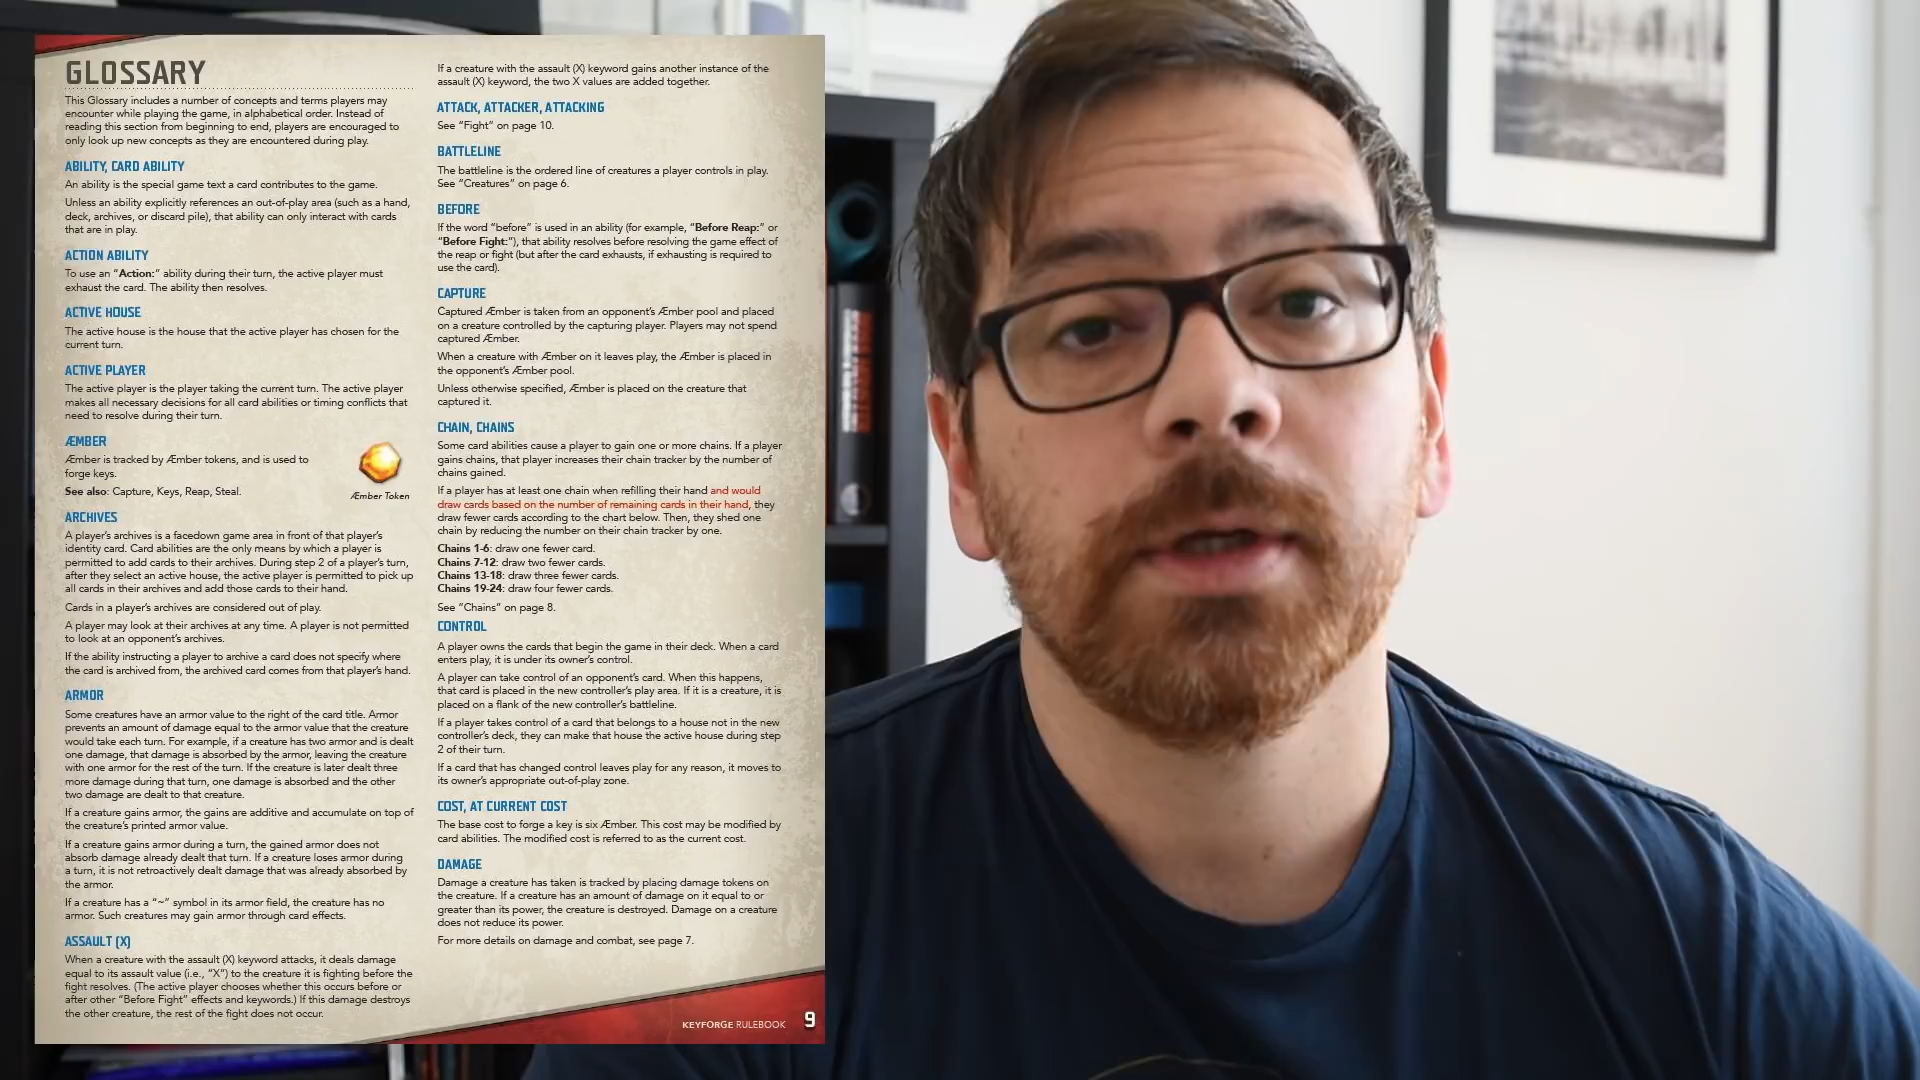 GLOSSARY
This Glossary includes a number of concepts and terms players may
encounter while playing the game, in alphabetical order. Instead of
reading this section from beginning to end, players are encouraged to
only look up new concepts as they are encountered during play.
ABILITY, CARD ABILITY
An ability is the special game text a card contributes to the game.
Unless an ability explicitly references an out-of-play area (such as a hand,
deck, archives, or discard pile), that ability can only interact with cards
that are in play.
ACTION ABILITY
To use an “Action:” ability during their turn, the active player must
exhaust the card. The ability then resolves.
ACTIVE HOUSE
The active house is the house that the active player has chosen for the
current turn.
ACTIVE PLAYER
The active player is the player taking the current turn. The active player
makes all necessary decisions for all card abilities or timing conflicts that
need to resolve during their turn.
ÆMBER
Æmber is tracked by Æmber tokens, and is used to
forge keys.
See also: Capture, Keys, Reap, Steal.
Æmber Token
ARCHIVES
A player’s archives is a facedown game area in front of that player’s
identity card. Card abilities are the only means by which a player is
permitted to add cards to their archives. During step 2 of a player’s turn,
after they select an active house, the active player is permitted to pick up
all cards in their archives and add those cards to their hand.
Cards in a player’s archives are considered out of play.
A player may look at their archives at any time. A player is not permitted
to look at an opponent’s archives.
If the ability instructing a player to archive a card does not specify where
the card is archived from, the archived card comes from that player’s hand.
ARMOR
Some creatures have an armor value to the right of the card title. Armor
prevents an amount of damage equal to the armor value that the creature
would take each turn. For example, if a creature has two armor and is dealt
one damage, that damage is absorbed by the armor, leaving the creature
with one armor for the rest of the turn. If the creature is later dealt three
more damage during that turn, one damage is absorbed and the other
two damage are dealt to that creature.
If a creature gains armor, the gains are additive and accumulate on top of
the creature’s printed armor value.
If a creature gains armor during a turn, the gained armor does not
absorb damage already dealt that turn. If a creature loses armor during
a turn, it is not retroactively dealt damage that was already absorbed by
the armor.
If a creature has a “~” symbol in its armor field, the creature has no
armor. Such creatures may gain armor through card effects.
ASSAULT (X)
When a creature with the assault (X) keyword attacks, it deals damage
equal to its assault value (i.e., “X”) to the creature it is fighting before the
fight resolves. (The active player chooses whether this occurs before or
after other “Before Fight” effects and keywords.) If this damage destroys
the other creature, the rest of the fight does not occur.
If a creature with the assault (X) keyword gains another instance of the
assault (X) keyword, the two X values are added together.
ATTACK, ATTACKER, ATTACKING
See “Fight” on page 10.
BATTLELINE
The battleline is the ordered line of creatures a player controls in play.
See “Creatures” on page 6.
BEFORE
If the word “before” is used in an ability (for example, “Before Reap:” or
“Before Fight:”), that ability resolves before resolving the game effect of
the reap or fight (but after the card exhausts, if exhausting is required to
use the card).
CAPTURE
Captured Æmber is taken from an opponent’s Æmber pool and placed
on a creature controlled by the capturing player. Players may not spend
captured Æmber.
When a creature with Æmber on it leaves play, the Æmber is placed in
the opponent’s Æmber pool.
Unless otherwise specified, Æmber is placed on the creature that
captured it.
CHAIN, CHAINS
Some card abilities cause a player to gain one or more chains. If a player
gains chains, that player increases their chain tracker by the number of
chains gained.
If a player has at least one chain when refilling their hand and would
draw cards based on the number of remaining cards in their hand, they
draw fewer cards according to the chart below. Then, they shed one
chain by reducing the number on their chain tracker by one.
Chains 1-6: draw one fewer card.
Chains 7-12: draw two fewer cards.
Chains 13-18: draw three fewer cards.
Chains 19-24: draw four fewer cards.
See “Chains” on page 8.
CONTROL
A player owns the cards that begin the game in their deck. When a card
enters play, it is under its owner’s control.
A player can take control of an opponent’s card. When this happens,
that card is placed in the new controller’s play area. If it is a creature, it is
placed on a flank of the new controller’s battleline.
If a player takes control of a card that belongs to a house not in the new
controller’s deck, they can make that house the active house during step
2 of their turn.
If a card that has changed control leaves play for any reason, it moves to
its owner’s appropriate out-of-play zone.
COST, AT CURRENT COST
The base cost to forge a key is six Æmber. This cost may be modified by
card abilities. The modified cost is referred to as the current cost.
DAMAGE
Damage a creature has taken is tracked by placing damage tokens on
the creature. If a creature has an amount of damage on it equal to or
greater than its power, the creature is destroyed. Damage on a creature
does not reduce its power.
For more details on damage and combat, see page 7.
KEYFORGE RULEBOOK 9